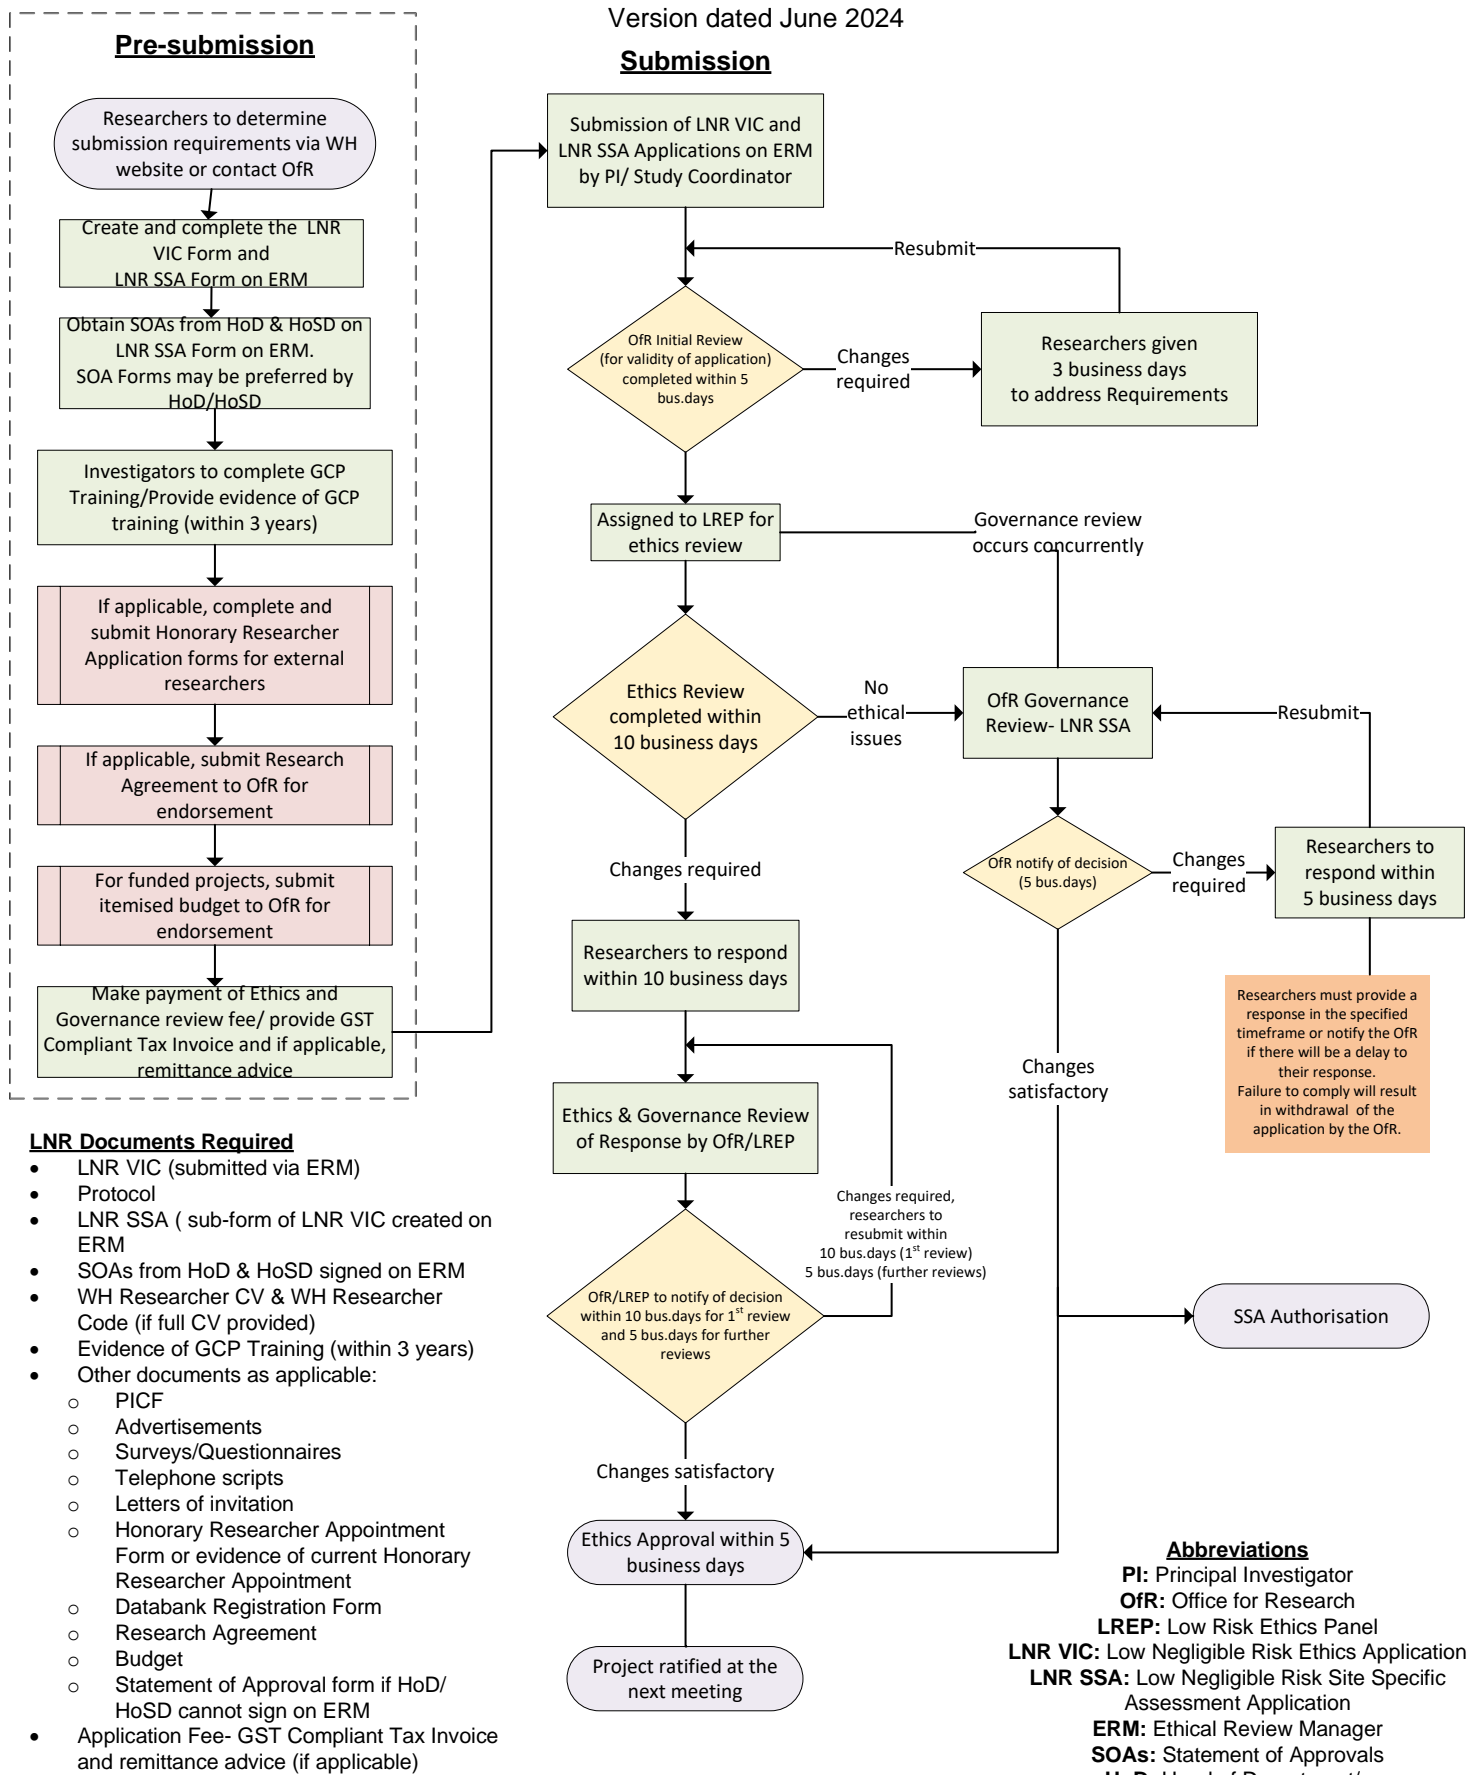 Version dated June 2024
Pre-submission
Researchers to determine
submission requirements via WH
website or contact OfR
Create and complete the LNR
VIC Form and
LNR SSA Form on ERM
Obtain SOAs from HoD & HoSD on
LNR SSA Form on ERM.
SOA Forms may be preferred by
HoD/HoSD
Investigators to complete GCP
Training/Provide evidence of GCP
training (within 3 years)
If applicable, complete and
submit Honorary Researcher
Application forms for external
researchers
If applicable, submit Research
Agreement to OfR for
endorsement
For funded projects, submit
itemised budget to OfR for
endorsement
Make payment of Ethics and
Governance review fee/ provide GST
Compliant Tax Invoice and if applicable,
remittance advice
Submission
Submission of LNR VIC and
LNR SSA Applications on ERM
by PI/ Study Coordinator
Resubmit
OfR Initial Review
(for validity of application)
completed within 5
bus.days
Changes
required
Researchers given
3 business days
to address Requirements
Assigned to LREP for
ethics review
Governance review
occurs concurrently
Ethics Review
completed within
10 business days
No
ethical
issues
OfR Governance
Review- LNR SSA
Resubmit
Changes required
OfR notify of decision
(5 bus.days)
Changes
required
Researchers to
respond within
5 business days
Researchers to respond
within 10 business days
Researchers must provide a
response in the specified
timeframe or notify the OfR
if there will be a delay to
their response.
Failure to comply will result
in withdrawal of the
application by the OfR.
Changes
satisfactory
Ethics & Governance Review
of Response by OfR/LREP
Changes required,
researchers to
resubmit within
10 bus.days (1st review)
5 bus.days (further reviews)
OfR/LREP to notify of decision
within 10 bus.days for 1st review
and 5 bus.days for further
reviews
SSA Authorisation
Changes satisfactory
Ethics Approval within 5
business days
Project ratified at the
next meeting
LNR Documents Required
• LNR VIC (submitted via ERM)
• Protocol
• LNR SSA ( sub-form of LNR VIC created on
ERM
• SOAs from HoD & HoSD signed on ERM
• WH Researcher CV & WH Researcher
Code (if full CV provided)
• Evidence of GCP Training (within 3 years)
• Other documents as applicable:
o PICF
o Advertisements
o Surveys/Questionnaires
o Telephone scripts
o Letters of invitation
o Honorary Researcher Appointment
Form or evidence of current Honorary
Researcher Appointment
o Databank Registration Form
o Research Agreement
o Budget
o Statement of Approval form if HoD/
HoSD cannot sign on ERM
• Application Fee- GST Compliant Tax Invoice
and remittance advice (if applicable)
Abbreviations
PI: Principal Investigator
OfR: Office for Research
LREP: Low Risk Ethics Panel
LNR VIC: Low Negligible Risk Ethics Application
LNR SSA: Low Negligible Risk Site Specific
Assessment Application
ERM: Ethical Review Manager
SOAs: Statement of Approvals